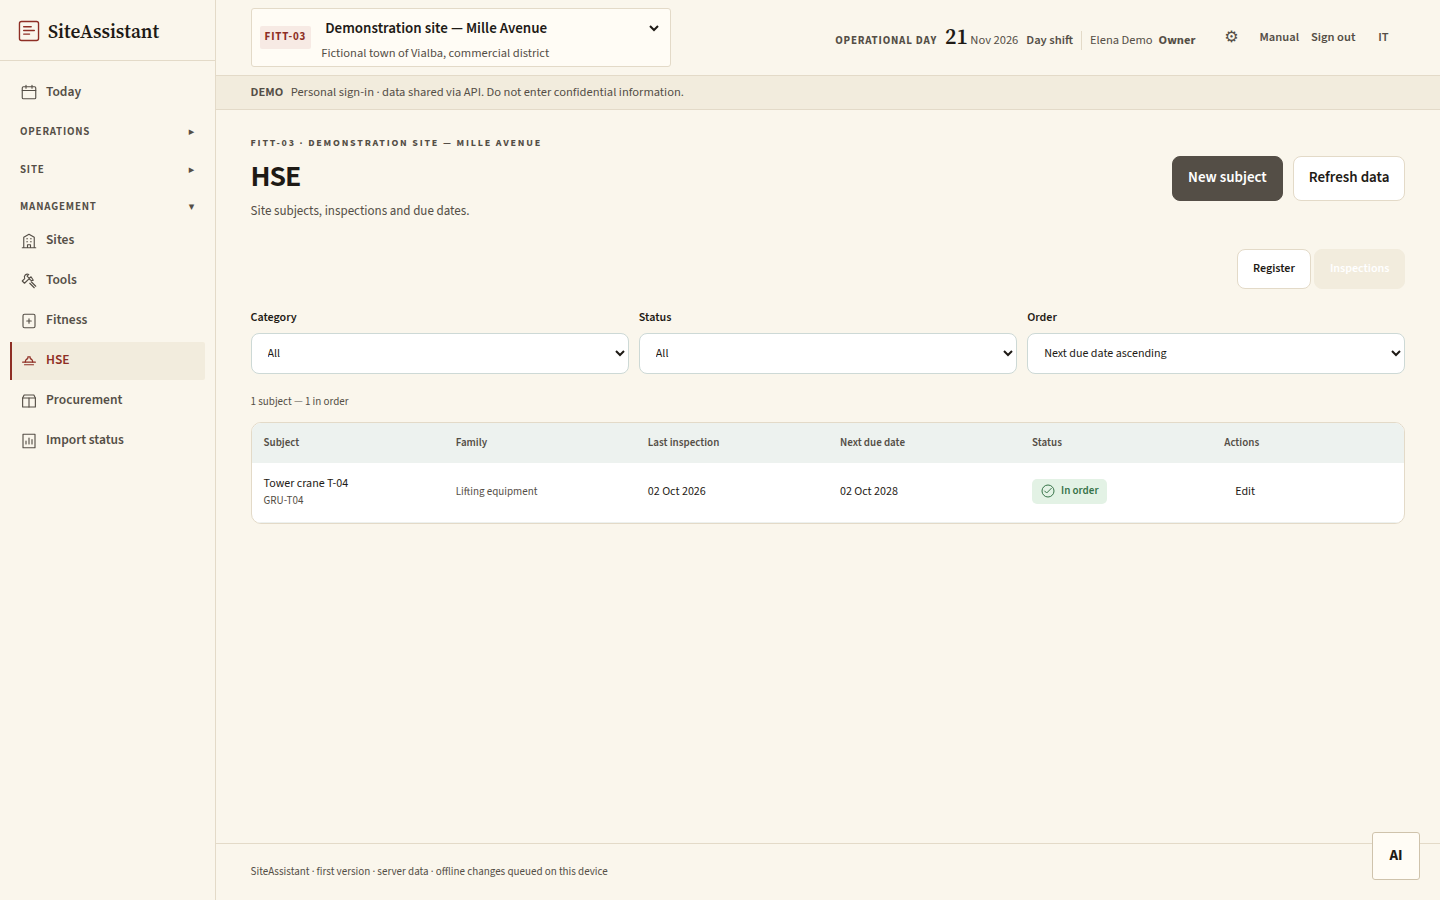 SiteAssistant
Today
OPERATIONS
SITE
MANAGEMENT
Sites
Tools
Fitness
HSE
Procurement
Import status
FITT-03
Demonstration site — Mille Avenue
Fictional town of Vialba, commercial district
OPERATIONAL DAY 21 Nov 2026 Day shift Elena Demo Owner
Manual
Sign out
IT
DEMO Personal sign-in · data shared via API. Do not enter confidential information.
FITT-03 · DEMONSTRATION SITE — MILLE AVENUE
HSE
Site subjects, inspections and due dates.
New subject
Refresh data
Register
Inspections
Category
Status
Order
All
All
Next due date ascending
1 subject — 1 in order
Subject Family Last inspection Next due date Status Actions
Tower crane T-04
GRU-T04
Lifting equipment
02 Oct 2026
02 Oct 2028
In order
Edit
SiteAssistant · first version · server data · offline changes queued on this device
AI